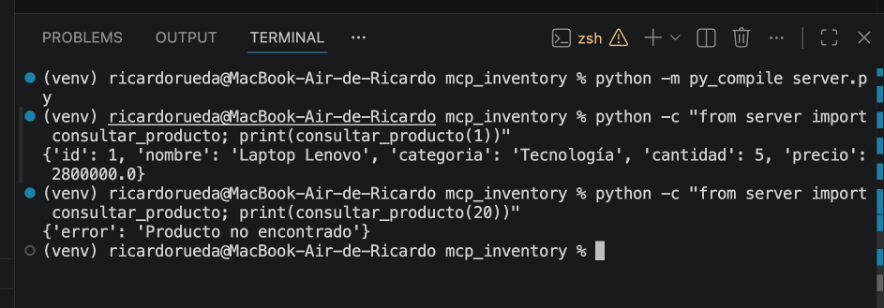 PROBLEMS OUTPUT TERMINAL ... zsh
(venv) ricardorueda@MacBook-Air-de-Ricardo mcp_inventory % python -m py_compile server.p
y
(venv) ricardorueda@MacBook-Air-de-Ricardo mcp_inventory % python -c "from server import
consultar_producto; print(consultar_producto(1))"
{'id': 1, 'nombre': 'Laptop Lenovo', 'categoria': 'Tecnología', 'cantidad': 5, 'precio':
2800000.0}
(venv) ricardorueda@MacBook-Air-de-Ricardo mcp_inventory % python -c "from server import
consultar_producto; print(consultar_producto(20))"
{'error': 'Producto no encontrado'}
(venv) ricardorueda@MacBook-Air-de-Ricardo mcp_inventory %